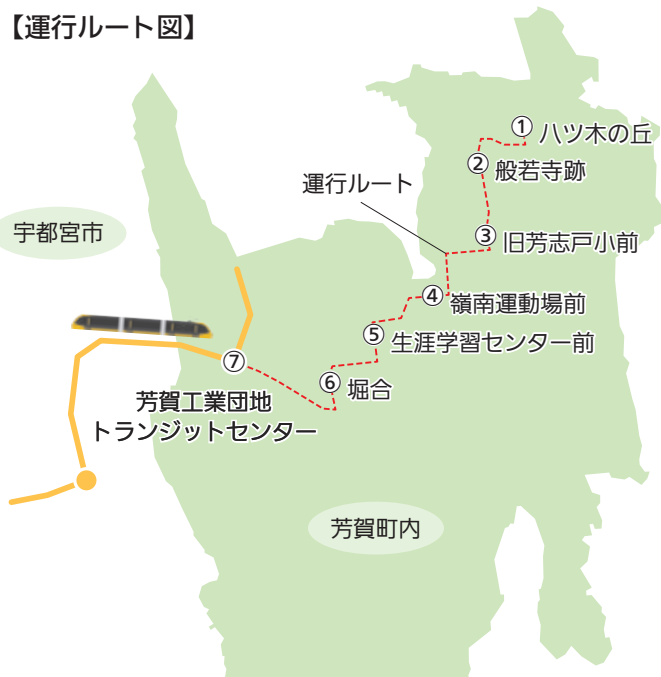 【運行ルート図】
① 八ツ木の丘
② 般若寺跡
運行ルート
宇都宮市
③ 旧芳志戸小前
④ 嶺南運動場前
⑤ 生涯学習センター前
⑦
⑥ 堀合
芳賀工業団地
トランジットセンター
芳賀町内